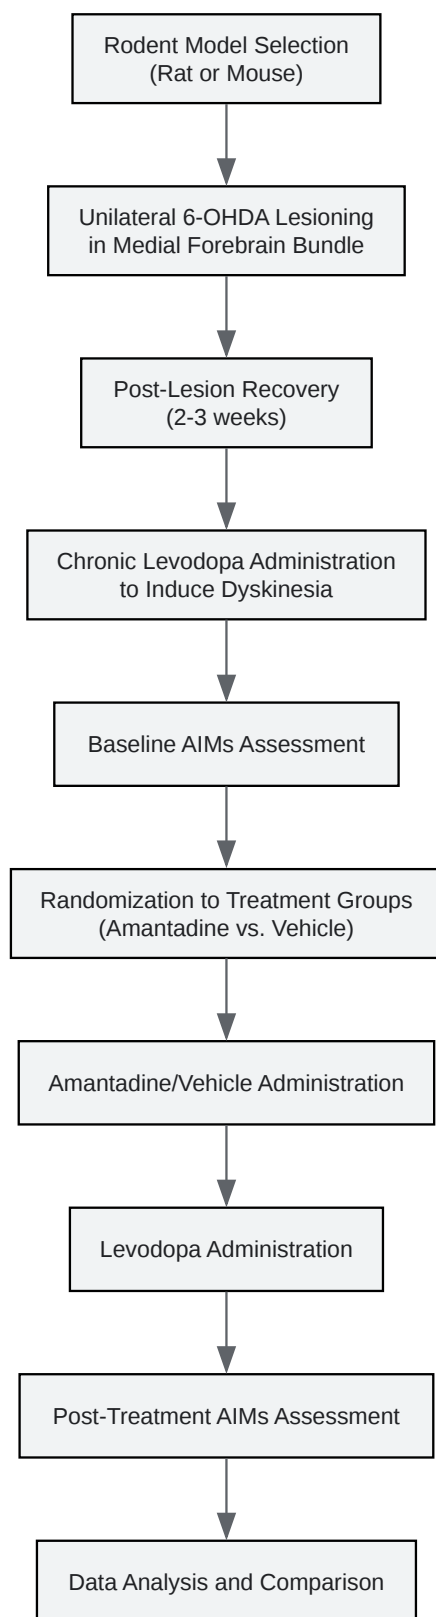 Rodent Model Selection
(Rat or Mouse)
Unilateral 6-OHDA Lesioning
in Medial Forebrain Bundle
Post-Lesion Recovery
(2-3 weeks)
Chronic Levodopa Administration
to Induce Dyskinesia
Baseline AIMs Assessment
Randomization to Treatment Groups
(Amantadine vs. Vehicle)
Amantadine/Vehicle Administration
Levodopa Administration
Post-Treatment AIMs Assessment
Data Analysis and Comparison